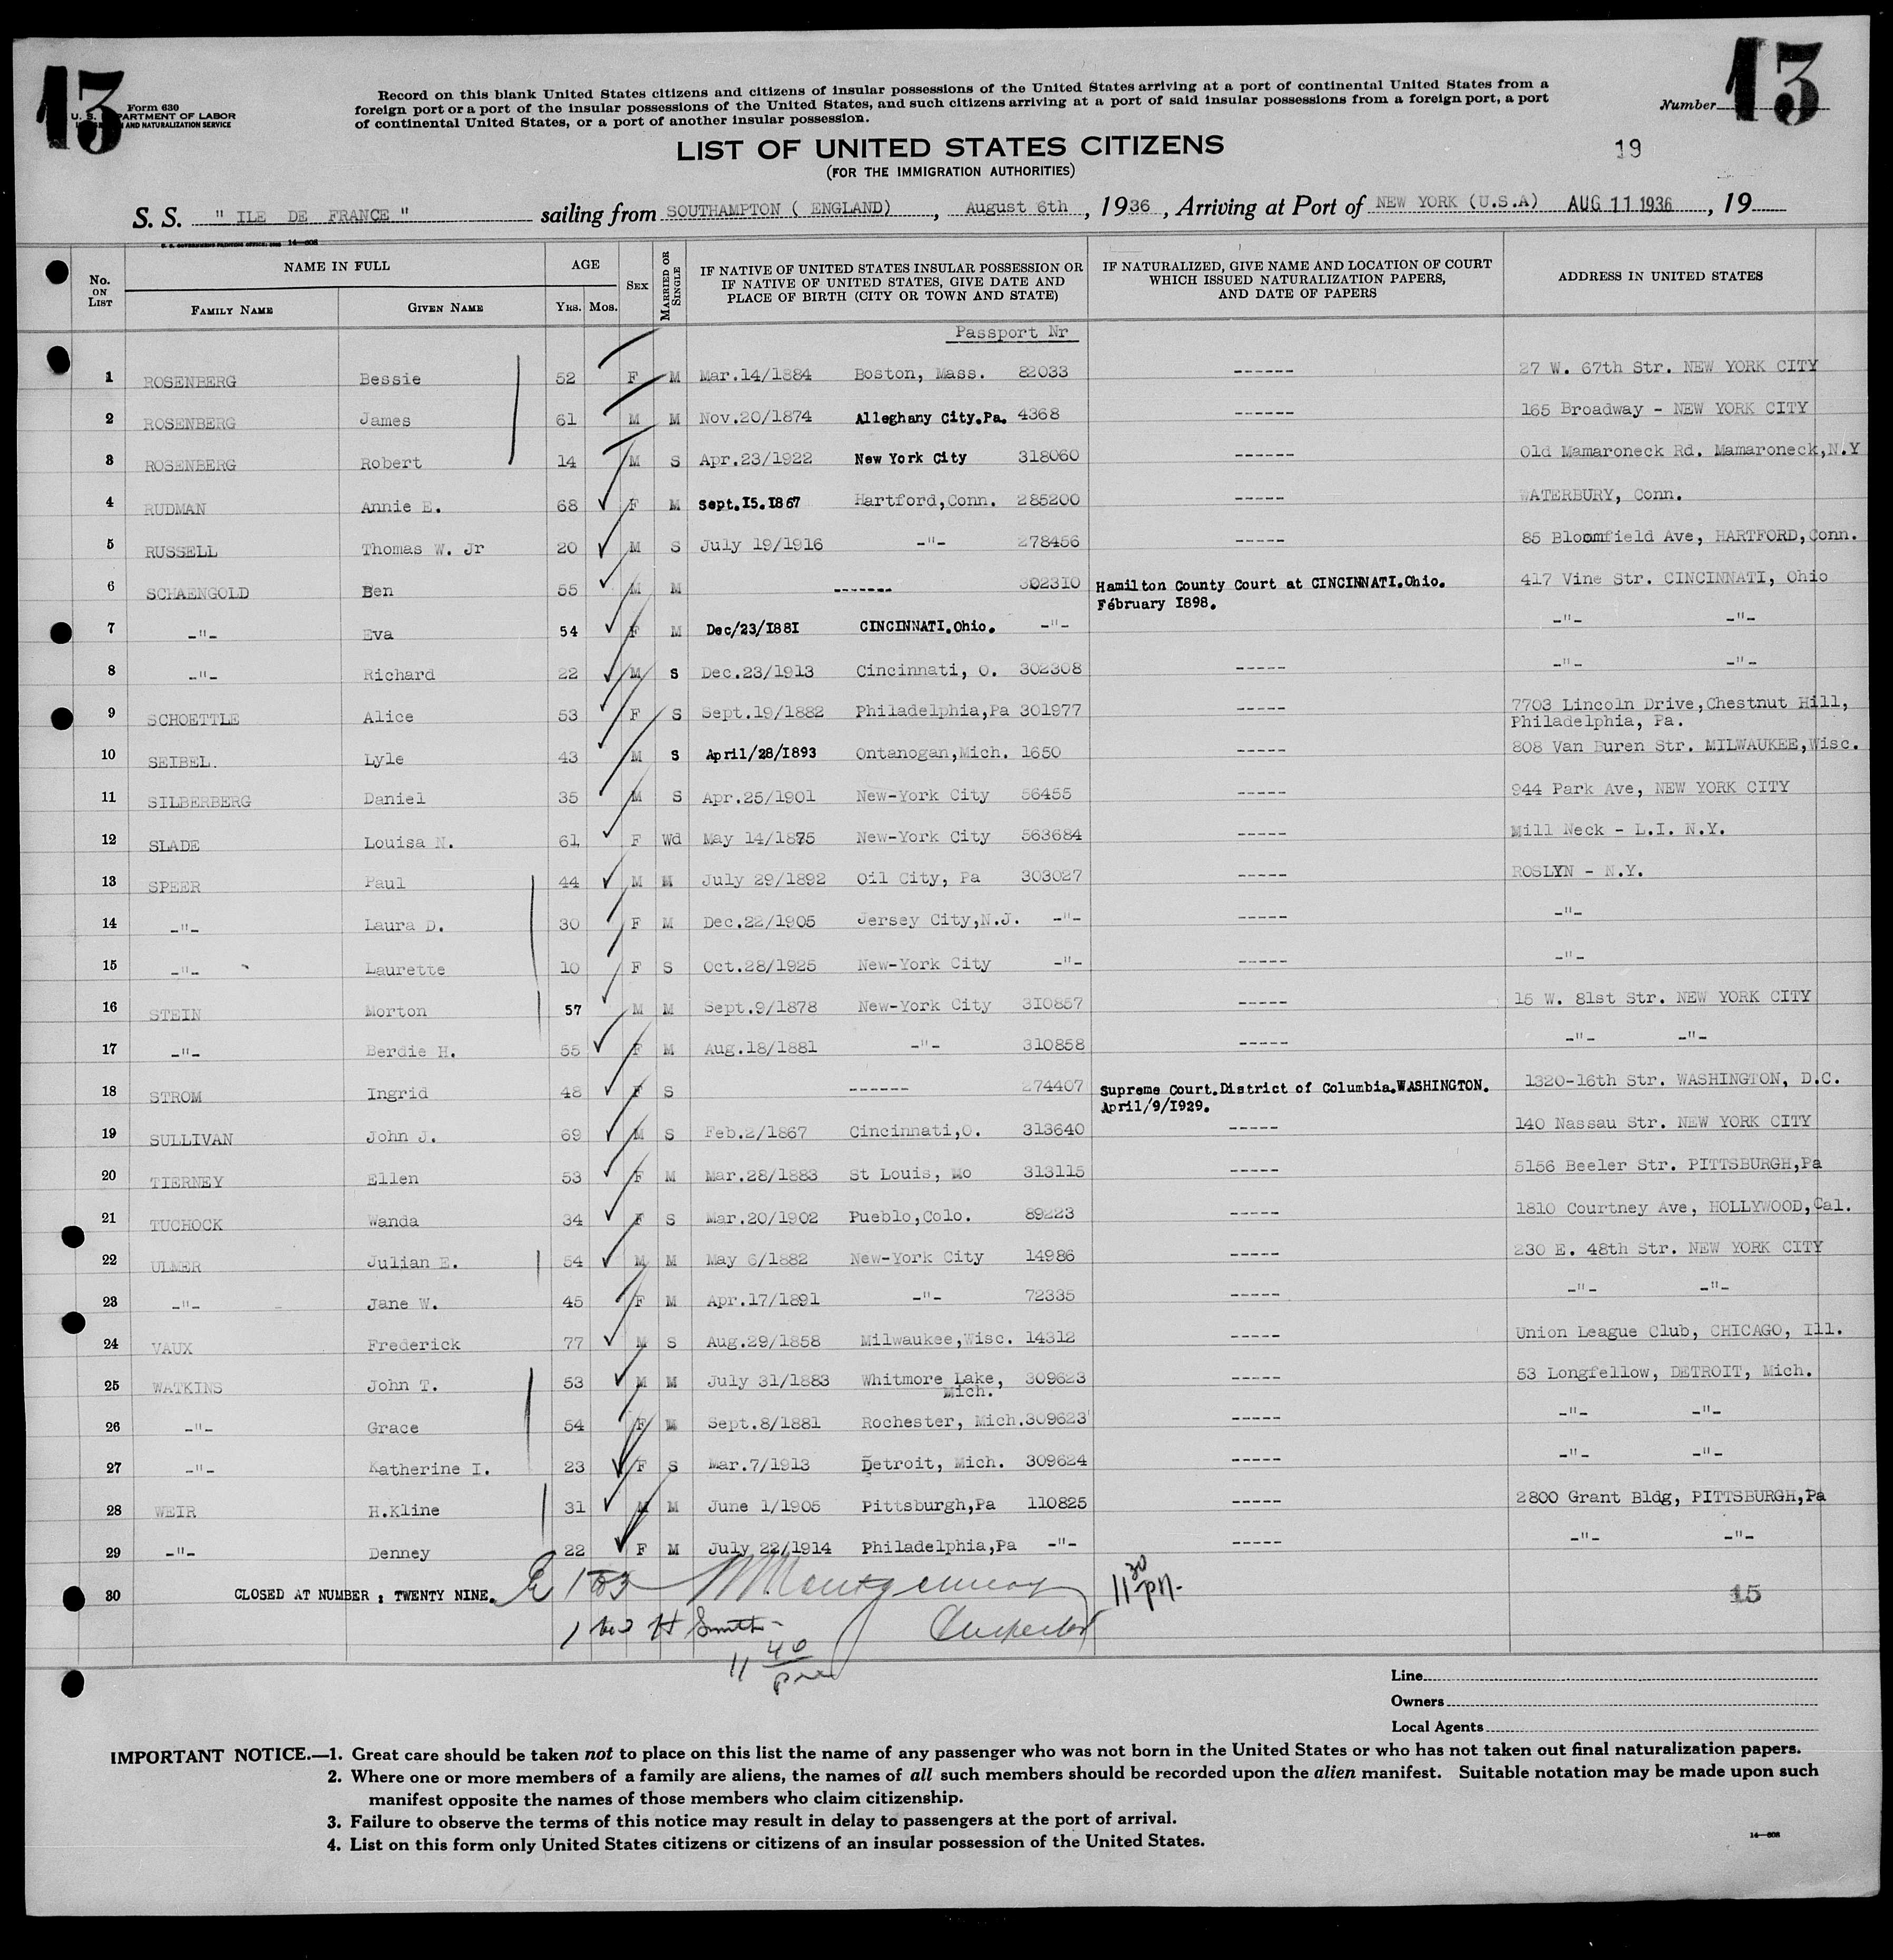 13
13
Form 630
U. S. DEPARTMENT OF LABOR
AND NATURALIZATION SERVICE
Record on this blank United States citizens and citizens of insular possessions of the United States arriving at a port of continental United States from a
foreign port or a port of the insular possessions of the United States, and such citizens arriving at a port of said insular possessions from a foreign port, a port
of continental United States, or a port of another insular possession.
Number
LIST OF UNITED STATES CITIZENS
19
(FOR THE IMMIGRATION AUTHORITIES)
S. S. " ILE DE FRANCE " sailing from SOUTHAMPTON ( ENGLAND) , August 6th , 1936 , Arriving at Port of NEW YORK (U.S.A) AUG 11 1936 , 19
U. S. GOVERNMENT PRINTING OFFICE: 14—608
No. ON LIST
NAME IN FULL
FAMILY NAME
GIVEN NAME
AGE
YRS. MOS.
SEX
MARRIED OR SINGLE
IF NATIVE OF UNITED STATES INSULAR POSSESSION OR
IF NATIVE OF UNITED STATES, GIVE DATE AND
PLACE OF BIRTH (CITY OR TOWN AND STATE)
IF NATURALIZED, GIVE NAME AND LOCATION OF COURT
WHICH ISSUED NATURALIZATION PAPERS,
AND DATE OF PAPERS
ADDRESS IN UNITED STATES
Passport Nr
1 ROSENBERG Bessie 52 F M Mar.14/1884 Boston, Mass. 82033 ------ 27 W. 67th Str. NEW YORK CITY
2 ROSENBERG James 61 M M Nov.20/1874 Alleghany City.Pa. 4368 ------ 165 Broadway - NEW YORK CITY
3 ROSENBERG Robert 14 M S Apr.23/1922 New York City 318060 ------ Old Mamaroneck Rd. Mamaroneck,N.Y
4 RUDMAN Annie E. 68 F M Sept.15.1867 Hartford,Conn. 285200 ----- WATERBURY, Conn.
5 RUSSELL Thomas W. Jr 20 M S July 19/1916 -"- 278456 ----- 85 Bloomfield Ave, HARTFORD,Conn.
6 SCHAENGOLD Ben 55 M M ------- 302310 Hamilton County Court at CINCINNATI.Ohio. 417 Vine Str. CINCINNATI, Ohio
Fébruary 1898.
7 -"- Eva 54 F M Dec/23/1881 CINCINNATI.Ohio. -"- -"- -"-
8 -"- Richard 22 M S Dec.23/1913 Cincinnati, O. 302308 ----- -"- -"-
9 SCHOETTLE Alice 53 F S Sept.19/1882 Philadelphia,Pa 301977 ----- 7703 Lincoln Drive,Chestnut Hill,
Philadelphia, Pa.
10 SEIBEL. Lyle 43 M S April/28/1893 Ontanogan,Mich. 1650 ----- 808 Van Buren Str. MILWAUKEE,Wisc.
11 SILBERBERG Daniel 35 M S Apr.25/1901 New-York City 56455 ----- 944 Park Ave, NEW YORK CITY
12 SLADE Louisa N. 61 F Wd May 14/1875 New-York City 563684 ----- Mill Neck - L.I. N.Y.
13 SPEER Paul 44 M M July 29/1892 Oil City, Pa 303027 ----- ROSLYN - N.Y.
14 -"- Laura D. 30 F M Dec.22/1905 Jersey City,N.J. -"- ----- -"-
15 -"- Laurette 10 F S Oct.28/1925 New-York City -"- ----- -"-
16 STEIN Morton 57 M M Sept.9/1878 New-York City 310857 ----- 15 W. 81st Str. NEW YORK CITY
17 -"- Berdie H. 55 F M Aug.18/1881 -"- 310858 ----- -"- -"-
18 STROM Ingrid 48 F S ------ 274407 Supreme Court.District of Columbia.WASHINGTON. 1320-16th Str. WASHINGTON, D.C.
April/9/1929.
19 SULLIVAN John J. 69 M S Feb.2/1867 Cincinnati,O. 313640 ----- 140 Nassau Str. NEW YORK CITY
20 TIERNEY Ellen 53 F M Mar.28/1883 St Louis, Mo 313115 ----- 5156 Beeler Str. PITTSBURGH,Pa
21 TUCHOCK Wanda 34 F S Mar.20/1902 Pueblo,Colo. 89223 ----- 1810 Courtney Ave, HOLLYWOOD,Cal.
22 ULMER Julian E. 54 M M May 6/1882 New-York City 14986 ----- 230 E. 48th Str. NEW YORK CITY
23 -"- Jane W. 45 F M Apr.17/1891 -"- 72335 ----- -"- -"-
24 VAUX Frederick 77 M S Aug.29/1858 Milwaukee,Wisc. 14312 ----- Union League Club, CHICAGO, Ill.
25 WATKINS John T. 53 M M July 31/1883 Whitmore Lake, 309623 ----- 53 Longfellow, DETROIT, Mich.
Mich.
26 -"- Grace 54 F M Sept.8/1881 Rochester, Mich.309623 ----- -"- -"-
27 -"- Katherine I. 23 F S Mar.7/1913 Detroit, Mich. 309624 ----- -"- -"-
28 WEIR H.Kline 31 M M June 1/1905 Pittsburgh,Pa 110825 ----- 2800 Grant Bldg, PITTSBURGH,Pa
29 -"- Denney 22 F M July 22/1914 Philadelphia,Pa -"- ----- -"- -"-
30 CLOSED AT NUMBER : TWENTY NINE. Montgomery 11 30 pm. 15
H Smith Inspector
11 40 pm
Line
Owners
Local Agents
IMPORTANT NOTICE.—1. Great care should be taken not to place on this list the name of any passenger who was not born in the United States or who has not taken out final naturalization papers.
2. Where one or more members of a family are aliens, the names of all such members should be recorded upon the alien manifest. Suitable notation may be made upon such
manifest opposite the names of those members who claim citizenship.
3. Failure to observe the terms of this notice may result in delay to passengers at the port of arrival.
4. List on this form only United States citizens or citizens of an insular possession of the United States.
14—608